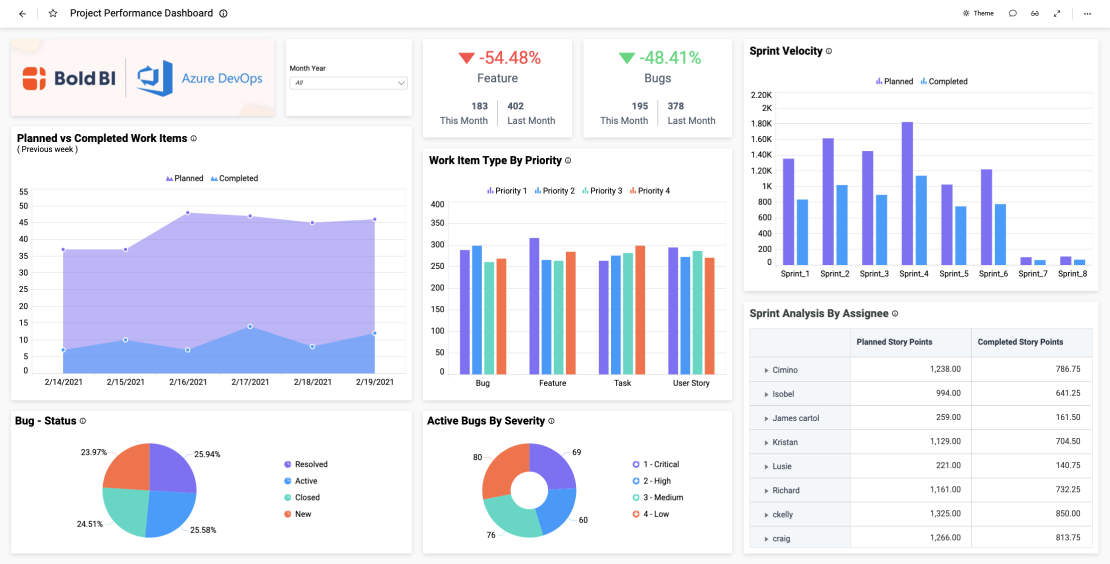 Project Performance Dashboard
Theme
Bold BI
Azure DevOps
Month Year
All
-54.48%
Feature
183 402
This Month Last Month
-48.41%
Bugs
195 378
This Month Last Month
Planned vs Completed Work Items
( Previous week )
Planned Completed
55
50
45
40
35
30
25
20
15
10
5
0
2/14/2021 2/15/2021 2/16/2021 2/17/2021 2/18/2021 2/19/2021
Work Item Type By Priority
Priority 1 Priority 2 Priority 3 Priority 4
400
350
300
250
200
150
100
50
0
Bug Feature Task User Story
Sprint Velocity
Planned Completed
2.20K
2K
1.80K
1.60K
1.40K
1.20K
1K
800
600
400
200
0
Sprint_1 Sprint_2 Sprint_3 Sprint_4 Sprint_5 Sprint_6 Sprint_7 Sprint_8
Bug - Status
23.97%
25.94%
24.51%
25.58%
Resolved
Active
Closed
New
Active Bugs By Severity
80
69
76
60
1 - Critical
2 - High
3 - Medium
4 - Low
Sprint Analysis By Assignee
Planned Story Points Completed Story Points
Cimino 1,238.00 786.75
Isobel 994.00 641.25
James cartol 259.00 161.50
Kristan 1,129.00 704.50
Lusie 221.00 140.75
Richard 1,161.00 732.25
ckelly 1,325.00 850.00
craig 1,266.00 813.75